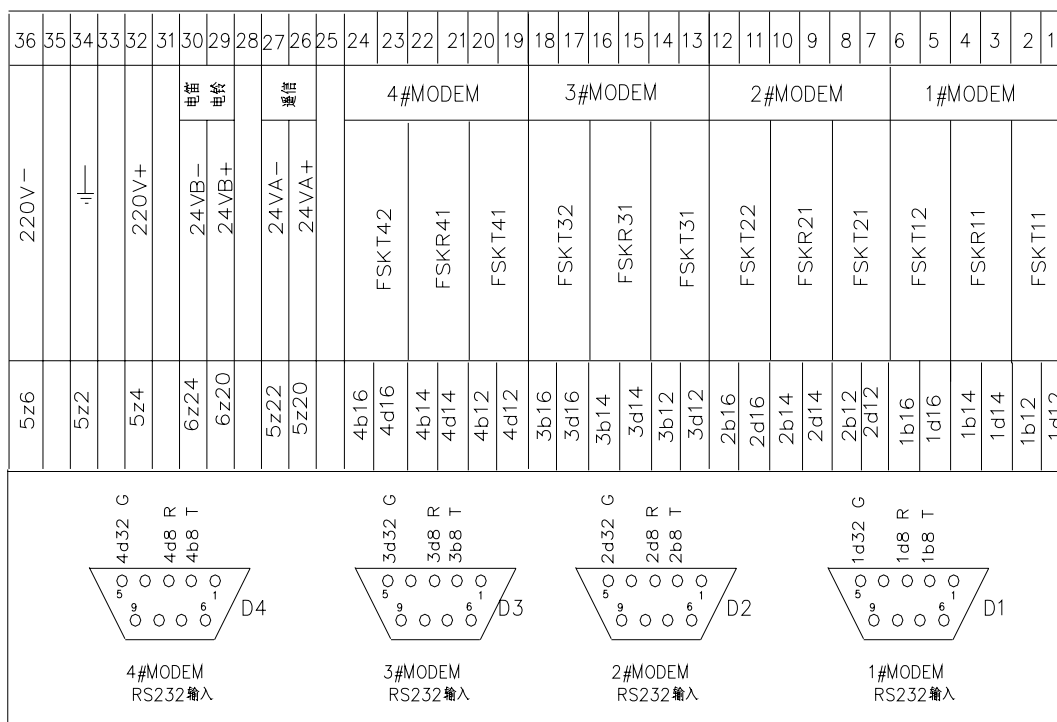 36 35 34 33 32 31 30 29 28 27 26 25 24 23 22 21 20 19 18 17 16 15 14 13 12 11 10 9 8 7 6 5 4 3 2 1
电笛 电铃 遥信 4#MODEM 3#MODEM 2#MODEM 1#MODEM
220V- 220V+ 24VB- 24VB+ 24VA- 24VA+ FSKT42 FSKR41 FSKT41 FSKT32 FSKR31 FSKT31 FSKT22 FSKR21 FSKT21 FSKT12 FSKR11 FSKT11
5z6 5z2 5z4 6z24 6z20 5z22 5z20 4b16 4d16 4b14 4d14 4b12 4d12 3b16 3d16 3b14 3d14 3b12 3d12 2b16 2d16 2b14 2d14 2b12 2d12 1b16 1d16 1b14 1d14 1b12 1d12
4d32 G 4d8 R 4b8 T 3d32 G 3d8 R 3b8 T 2d32 G 2d8 R 2b8 T 1d32 G 1d8 R 1b8 T
5 1 5 1 5 1 5 1
9 6 D4 9 6 D3 9 6 D2 9 6 D1
4#MODEM 3#MODEM 2#MODEM 1#MODEM
RS232输入 RS232输入 RS232输入 RS232输入